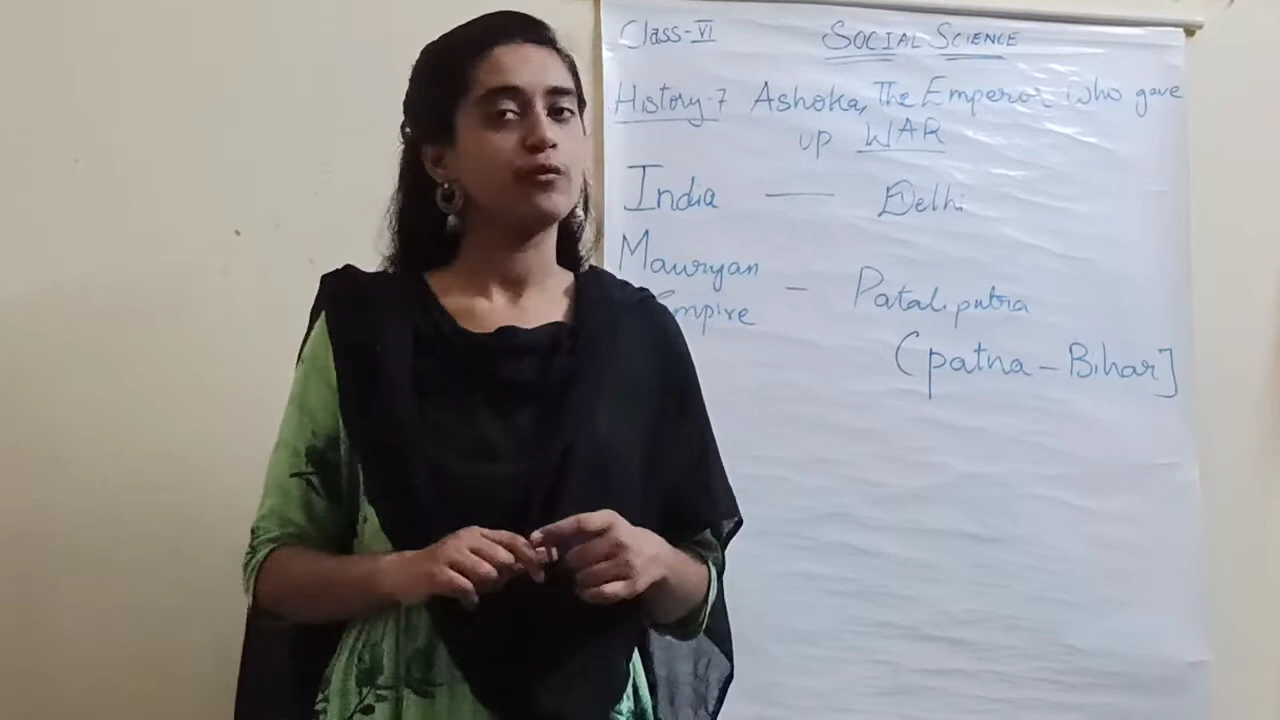 Class-VI SOCIAL SCIENCE
History-7 Ashoka, The Emperor Who gave
up WAR
India — Delhi
Mauryan
mpire – Pataliputra
(patna - Bihar]